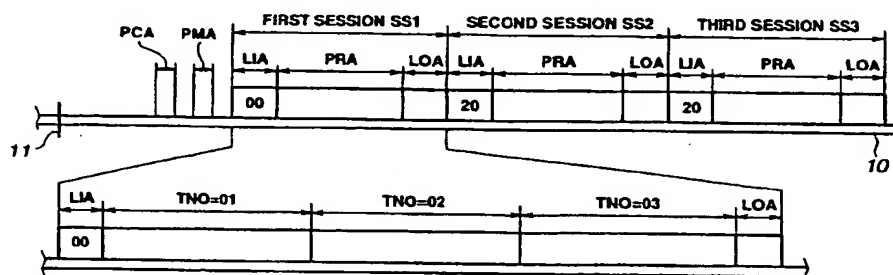 FIRST SESSION SS1 SECOND SESSION SS2 THIRD SESSION SS3
PCA PMA
LIA PRA LOA LIA PRA LOA LIA PRA LOA
00 20 20
11 10
LIA TNO=01 TNO=02 TNO=03 LOA
00